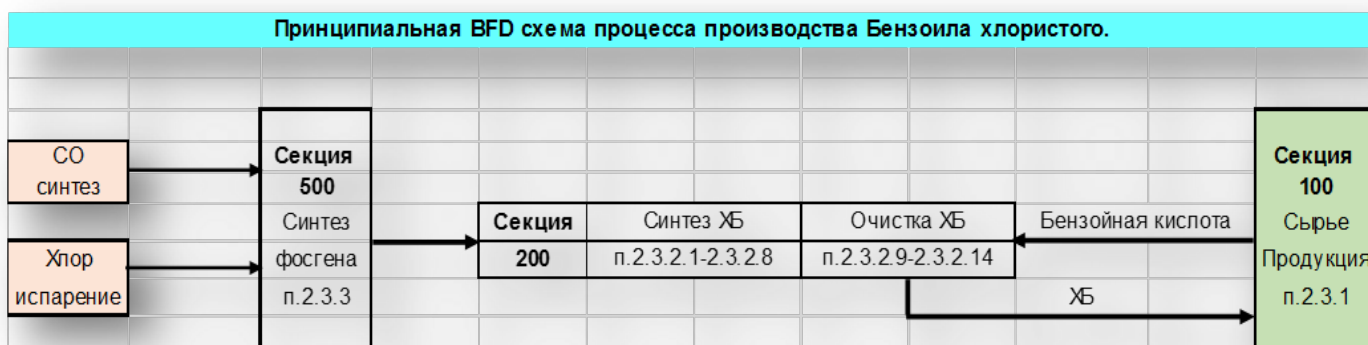 Принципиальная BFD схема процесса производства Бензоила хлористого.
СО
синтез
Хлор
испарение
Секция
500
Синтез
фосгена
п.2.3.3
Секция
200
Синтез ХБ
п.2.3.2.1-2.3.2.8
Очистка ХБ
п.2.3.2.9-2.3.2.14
Бензойная кислота
ХБ
Секция
100
Сырье
Продукция
п.2.3.1